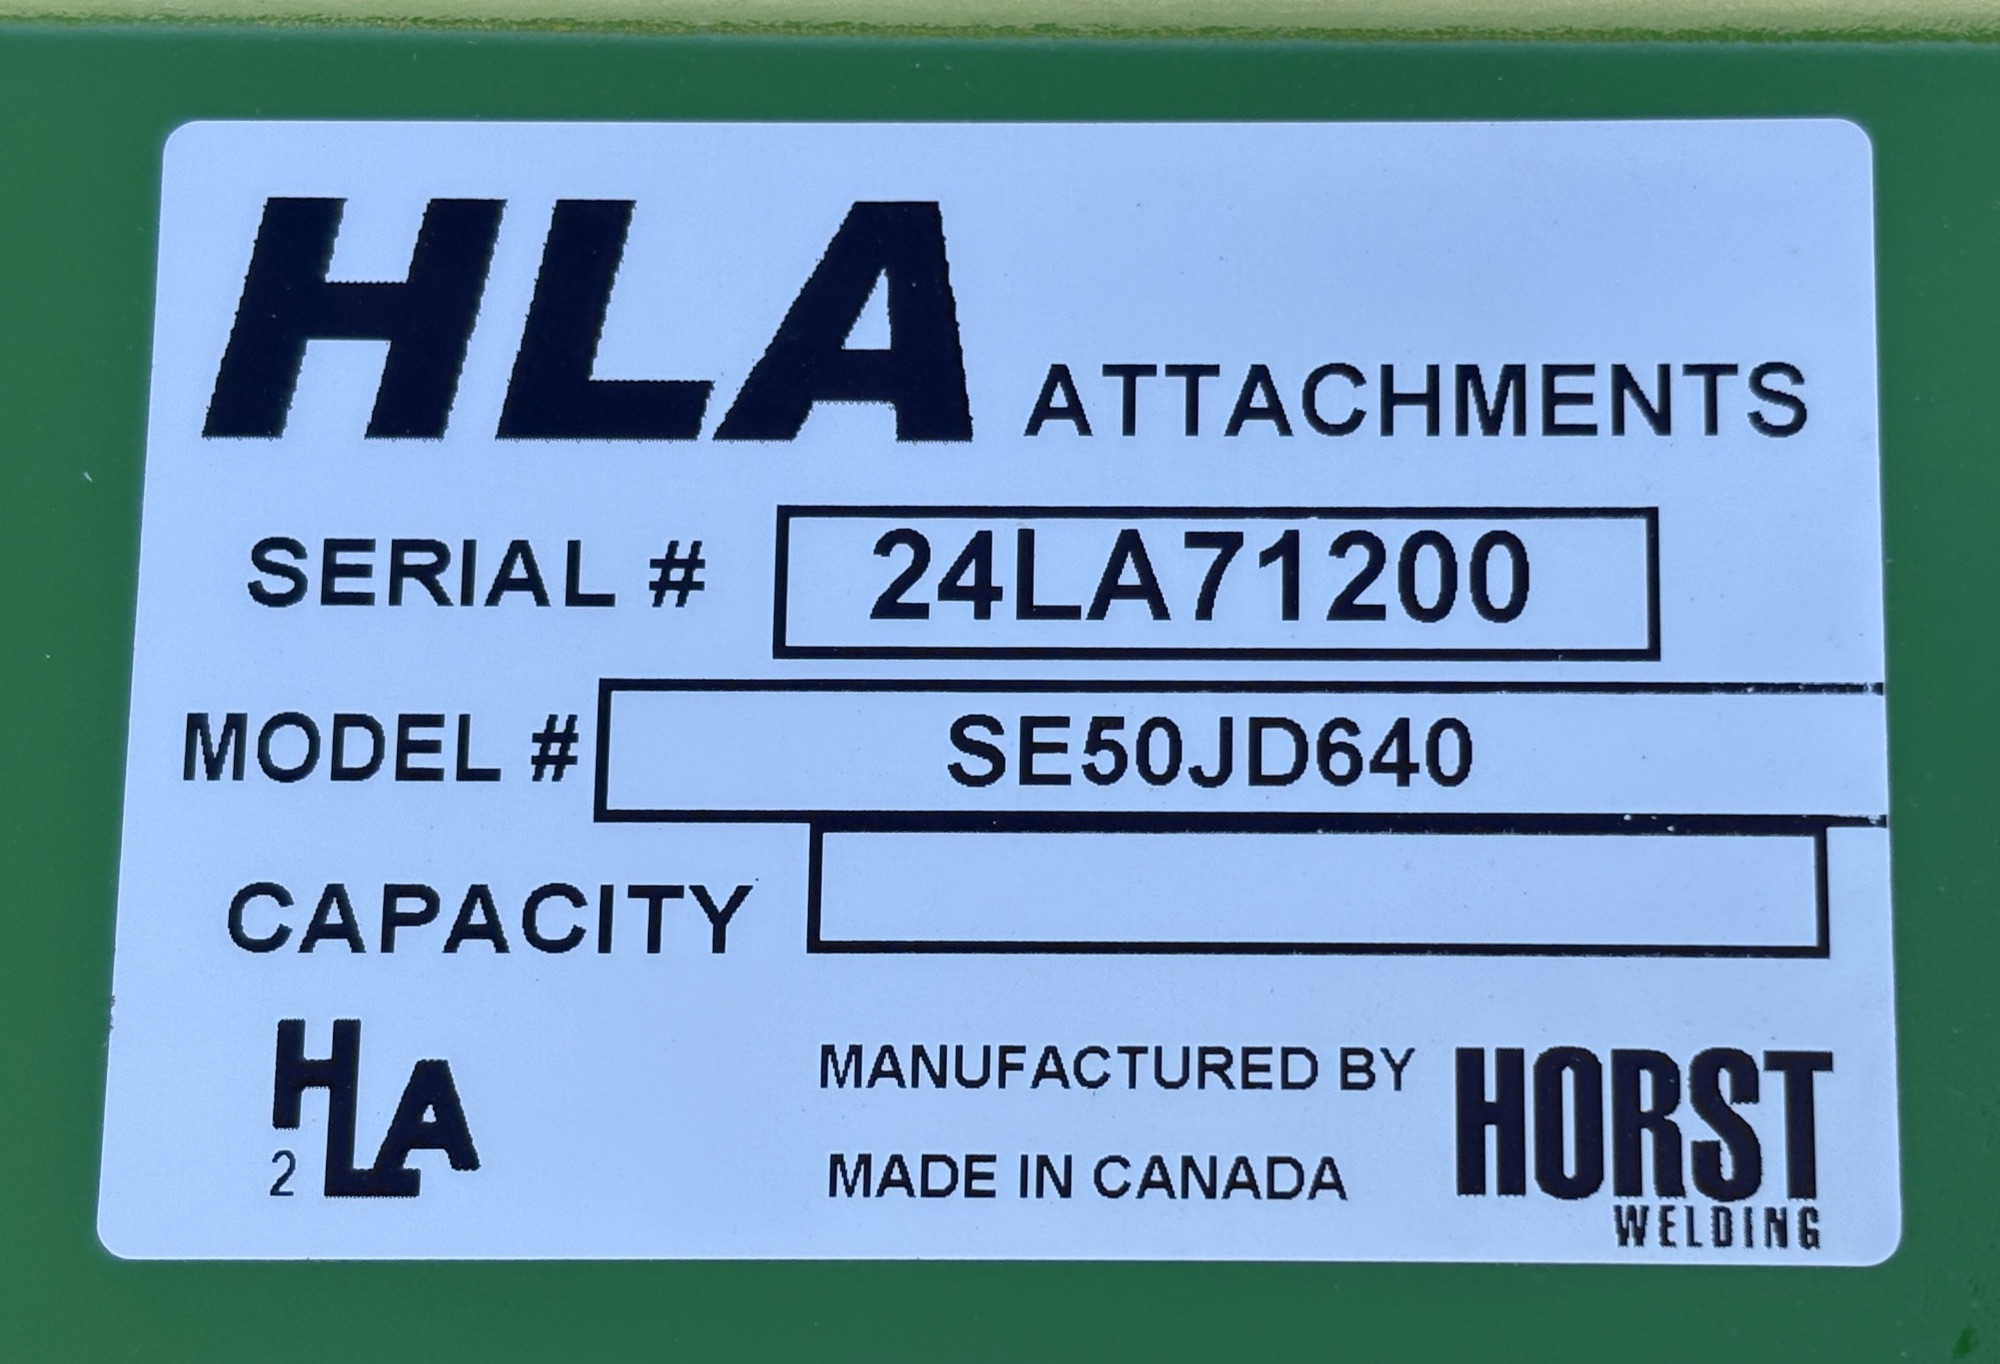 HLA ATTACHMENTS
SERIAL # 24LA71200
MODEL # SE50JD640
CAPACITY
HLA
2
MANUFACTURED BY
MADE IN CANADA
HORST
WELDING